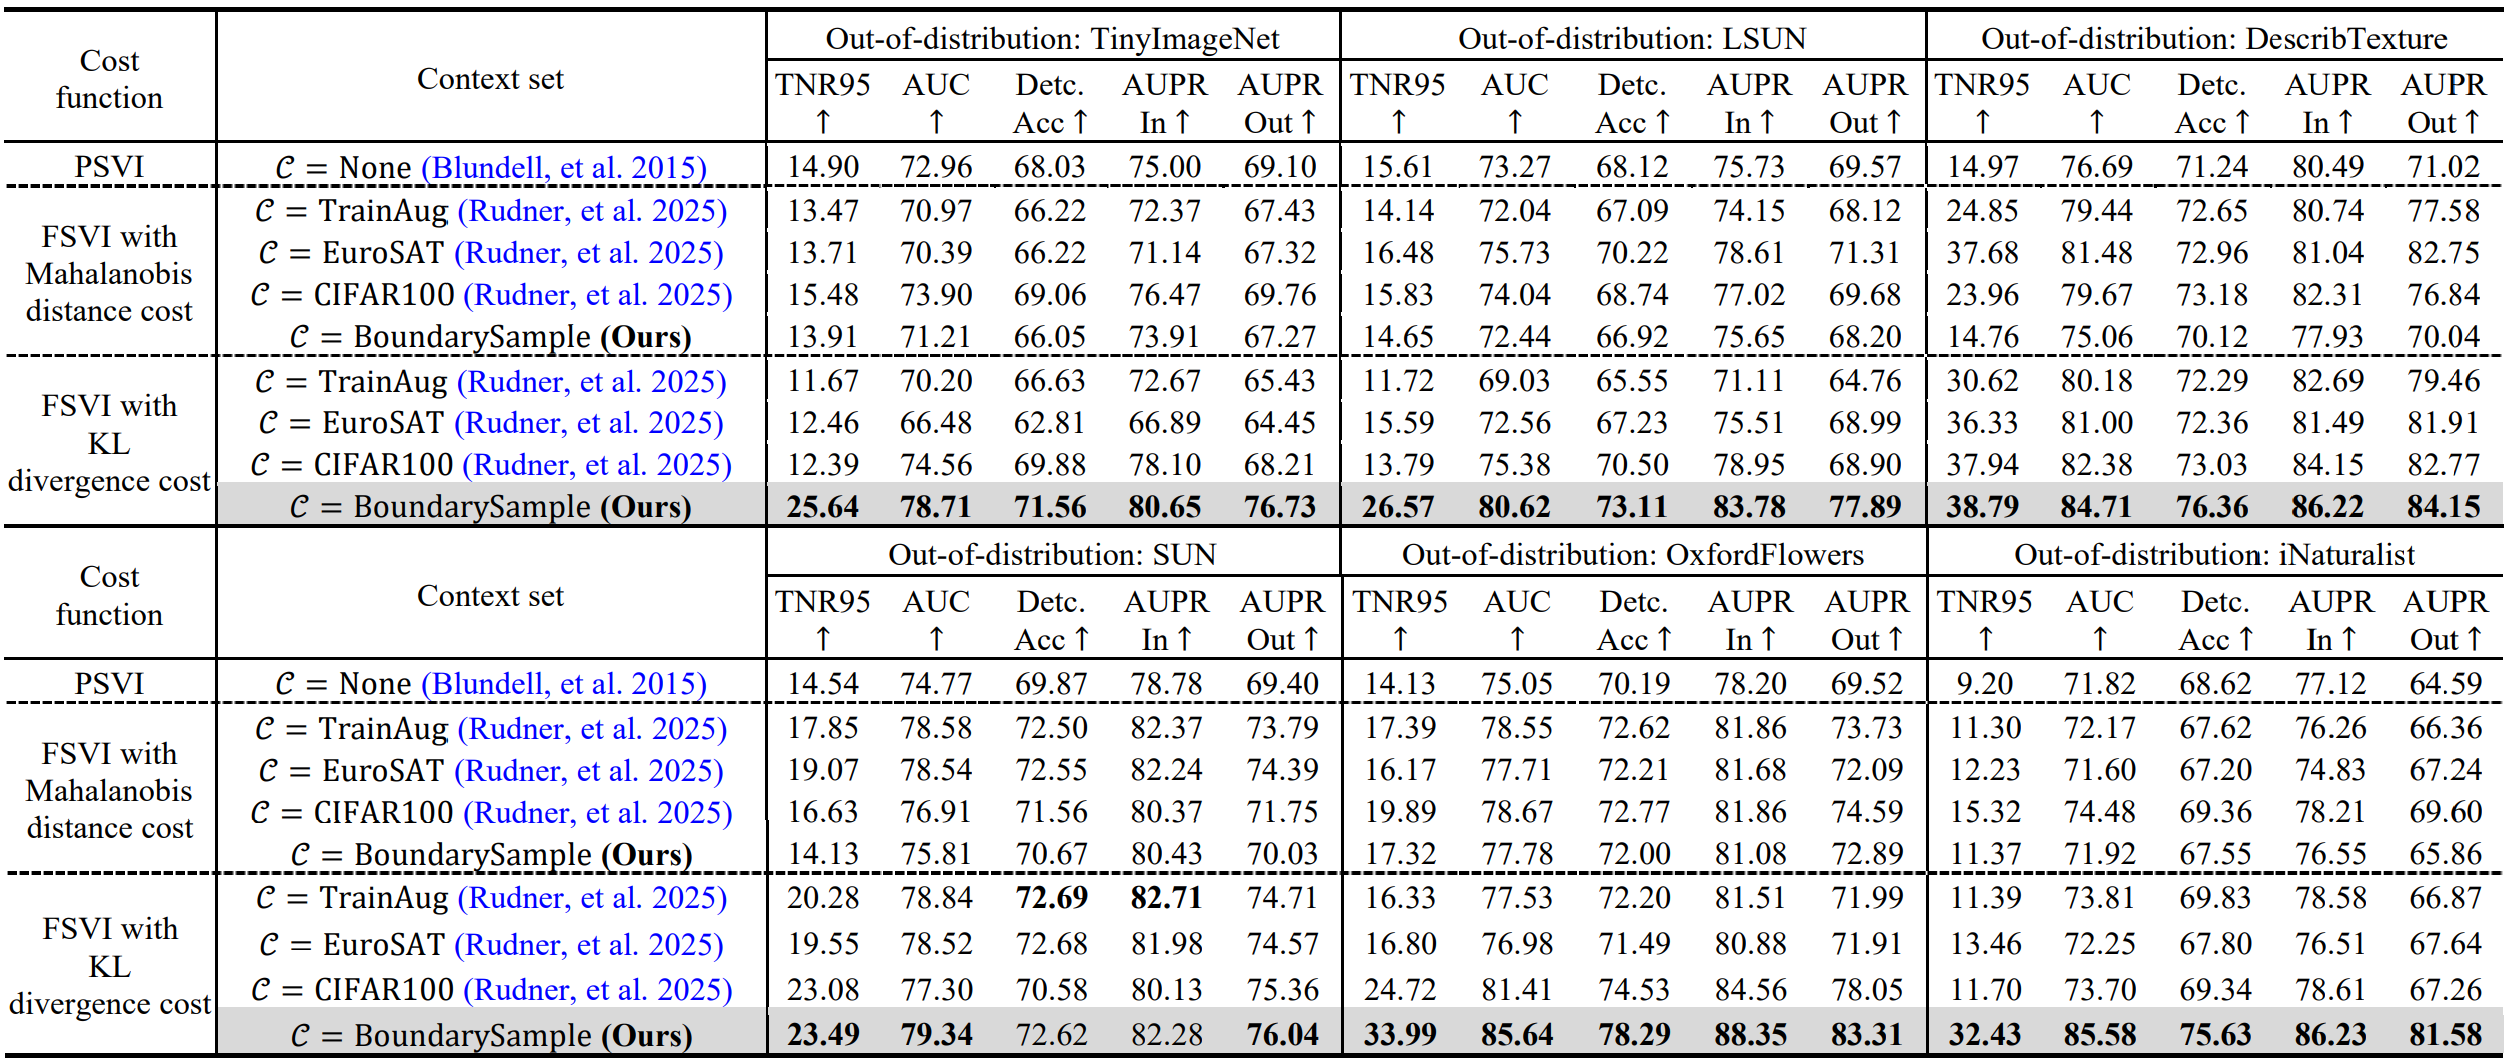 Cost function | Context set | Out-of-distribution: TinyImageNet | Out-of-distribution: LSUN | Out-of-distribution: DescribTexture
TNR95 ↑ | AUC ↑ | Detc. Acc ↑ | AUPR In ↑ | AUPR Out ↑ | TNR95 ↑ | AUC ↑ | Detc. Acc ↑ | AUPR In ↑ | AUPR Out ↑ | TNR95 ↑ | AUC ↑ | Detc. Acc ↑ | AUPR In ↑ | AUPR Out ↑
PSVI | 𝒞 = None (Blundell, et al. 2015) | 14.90 | 72.96 | 68.03 | 75.00 | 69.10 | 15.61 | 73.27 | 68.12 | 75.73 | 69.57 | 14.97 | 76.69 | 71.24 | 80.49 | 71.02
FSVI with Mahalanobis distance cost | 𝒞 = TrainAug (Rudner, et al. 2025) | 13.47 | 70.97 | 66.22 | 72.37 | 67.43 | 14.14 | 72.04 | 67.09 | 74.15 | 68.12 | 24.85 | 79.44 | 72.65 | 80.74 | 77.58
𝒞 = EuroSAT (Rudner, et al. 2025) | 13.71 | 70.39 | 66.22 | 71.14 | 67.32 | 16.48 | 75.73 | 70.22 | 78.61 | 71.31 | 37.68 | 81.48 | 72.96 | 81.04 | 82.75
𝒞 = CIFAR100 (Rudner, et al. 2025) | 15.48 | 73.90 | 69.06 | 76.47 | 69.76 | 15.83 | 74.04 | 68.74 | 77.02 | 69.68 | 23.96 | 79.67 | 73.18 | 82.31 | 76.84
𝒞 = BoundarySample (Ours) | 13.91 | 71.21 | 66.05 | 73.91 | 67.27 | 14.65 | 72.44 | 66.92 | 75.65 | 68.20 | 14.76 | 75.06 | 70.12 | 77.93 | 70.04
FSVI with KL divergence cost | 𝒞 = TrainAug (Rudner, et al. 2025) | 11.67 | 70.20 | 66.63 | 72.67 | 65.43 | 11.72 | 69.03 | 65.55 | 71.11 | 64.76 | 30.62 | 80.18 | 72.29 | 82.69 | 79.46
𝒞 = EuroSAT (Rudner, et al. 2025) | 12.46 | 66.48 | 62.81 | 66.89 | 64.45 | 15.59 | 72.56 | 67.23 | 75.51 | 68.99 | 36.33 | 81.00 | 72.36 | 81.49 | 81.91
𝒞 = CIFAR100 (Rudner, et al. 2025) | 12.39 | 74.56 | 69.88 | 78.10 | 68.21 | 13.79 | 75.38 | 70.50 | 78.95 | 68.90 | 37.94 | 82.38 | 73.03 | 84.15 | 82.77
𝒞 = BoundarySample (Ours) | 25.64 | 78.71 | 71.56 | 80.65 | 76.73 | 26.57 | 80.62 | 73.11 | 83.78 | 77.89 | 38.79 | 84.71 | 76.36 | 86.22 | 84.15
Cost function | Context set | Out-of-distribution: SUN | Out-of-distribution: OxfordFlowers | Out-of-distribution: iNaturalist
TNR95 ↑ | AUC ↑ | Detc. Acc ↑ | AUPR In ↑ | AUPR Out ↑ | TNR95 ↑ | AUC ↑ | Detc. Acc ↑ | AUPR In ↑ | AUPR Out ↑ | TNR95 ↑ | AUC ↑ | Detc. Acc ↑ | AUPR In ↑ | AUPR Out ↑
PSVI | 𝒞 = None (Blundell, et al. 2015) | 14.54 | 74.77 | 69.87 | 78.78 | 69.40 | 14.13 | 75.05 | 70.19 | 78.20 | 69.52 | 9.20 | 71.82 | 68.62 | 77.12 | 64.59
FSVI with Mahalanobis distance cost | 𝒞 = TrainAug (Rudner, et al. 2025) | 17.85 | 78.58 | 72.50 | 82.37 | 73.79 | 17.39 | 78.55 | 72.62 | 81.86 | 73.73 | 11.30 | 72.17 | 67.62 | 76.26 | 66.36
𝒞 = EuroSAT (Rudner, et al. 2025) | 19.07 | 78.54 | 72.55 | 82.24 | 74.39 | 16.17 | 77.71 | 72.21 | 81.68 | 72.09 | 12.23 | 71.60 | 67.20 | 74.83 | 67.24
𝒞 = CIFAR100 (Rudner, et al. 2025) | 16.63 | 76.91 | 71.56 | 80.37 | 71.75 | 19.89 | 78.67 | 72.77 | 81.86 | 74.59 | 15.32 | 74.48 | 69.36 | 78.21 | 69.60
𝒞 = BoundarySample (Ours) | 14.13 | 75.81 | 70.67 | 80.43 | 70.03 | 17.32 | 77.78 | 72.00 | 81.08 | 72.89 | 11.37 | 71.92 | 67.55 | 76.55 | 65.86
FSVI with KL divergence cost | 𝒞 = TrainAug (Rudner, et al. 2025) | 20.28 | 78.84 | 72.69 | 82.71 | 74.71 | 16.33 | 77.53 | 72.20 | 81.51 | 71.99 | 11.39 | 73.81 | 69.83 | 78.58 | 66.87
𝒞 = EuroSAT (Rudner, et al. 2025) | 19.55 | 78.52 | 72.68 | 81.98 | 74.57 | 16.80 | 76.98 | 71.49 | 80.88 | 71.91 | 13.46 | 72.25 | 67.80 | 76.51 | 67.64
𝒞 = CIFAR100 (Rudner, et al. 2025) | 23.08 | 77.30 | 70.58 | 80.13 | 75.36 | 24.72 | 81.41 | 74.53 | 84.56 | 78.05 | 11.70 | 73.70 | 69.34 | 78.61 | 67.26
𝒞 = BoundarySample (Ours) | 23.49 | 79.34 | 72.62 | 82.28 | 76.04 | 33.99 | 85.64 | 78.29 | 88.35 | 83.31 | 32.43 | 85.58 | 75.63 | 86.23 | 81.58